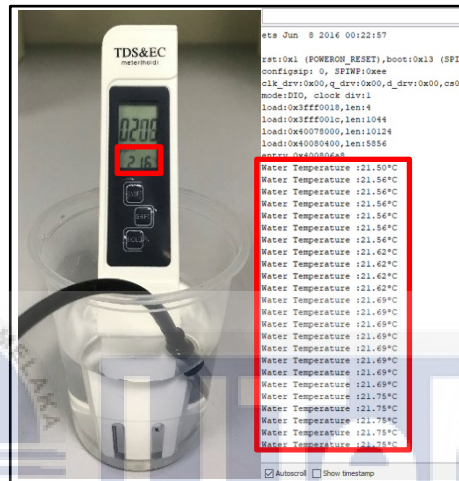 TDS&EC
meter(hold)
0209
21.6
SHIFT
HOLD
ets Jun 8 2016 00:22:57
rst:0x1 (POWERON_RESET),boot:0x13 (SPI
configsip: 0, SPIWP:0xee
clk_drv:0x00,q_drv:0x00,d_drv:0x00,cs0
mode:DIO, clock div:1
load:0x3fff0018,len:4
load:0x3fff001c,len:1044
load:0x40078000,len:10124
load:0x40080400,len:5856
entry 0x400806a8
Water Temperature :21.50°C
Water Temperature :21.56°C
Water Temperature :21.56°C
Water Temperature :21.56°C
Water Temperature :21.56°C
Water Temperature :21.56°C
Water Temperature :21.56°C
Water Temperature :21.62°C
Water Temperature :21.62°C
Water Temperature :21.62°C
Water Temperature :21.62°C
Water Temperature :21.69°C
Water Temperature :21.69°C
Water Temperature :21.69°C
Water Temperature :21.69°C
Water Temperature :21.69°C
Water Temperature :21.69°C
Water Temperature :21.69°C
Water Temperature :21.69°C
Water Temperature :21.75°C
Water Temperature :21.75°C
Water Temperature :21.75°C
Water Temperature :21.75°C
Water Temperature :21.75°C
Autoscroll Show timestamp